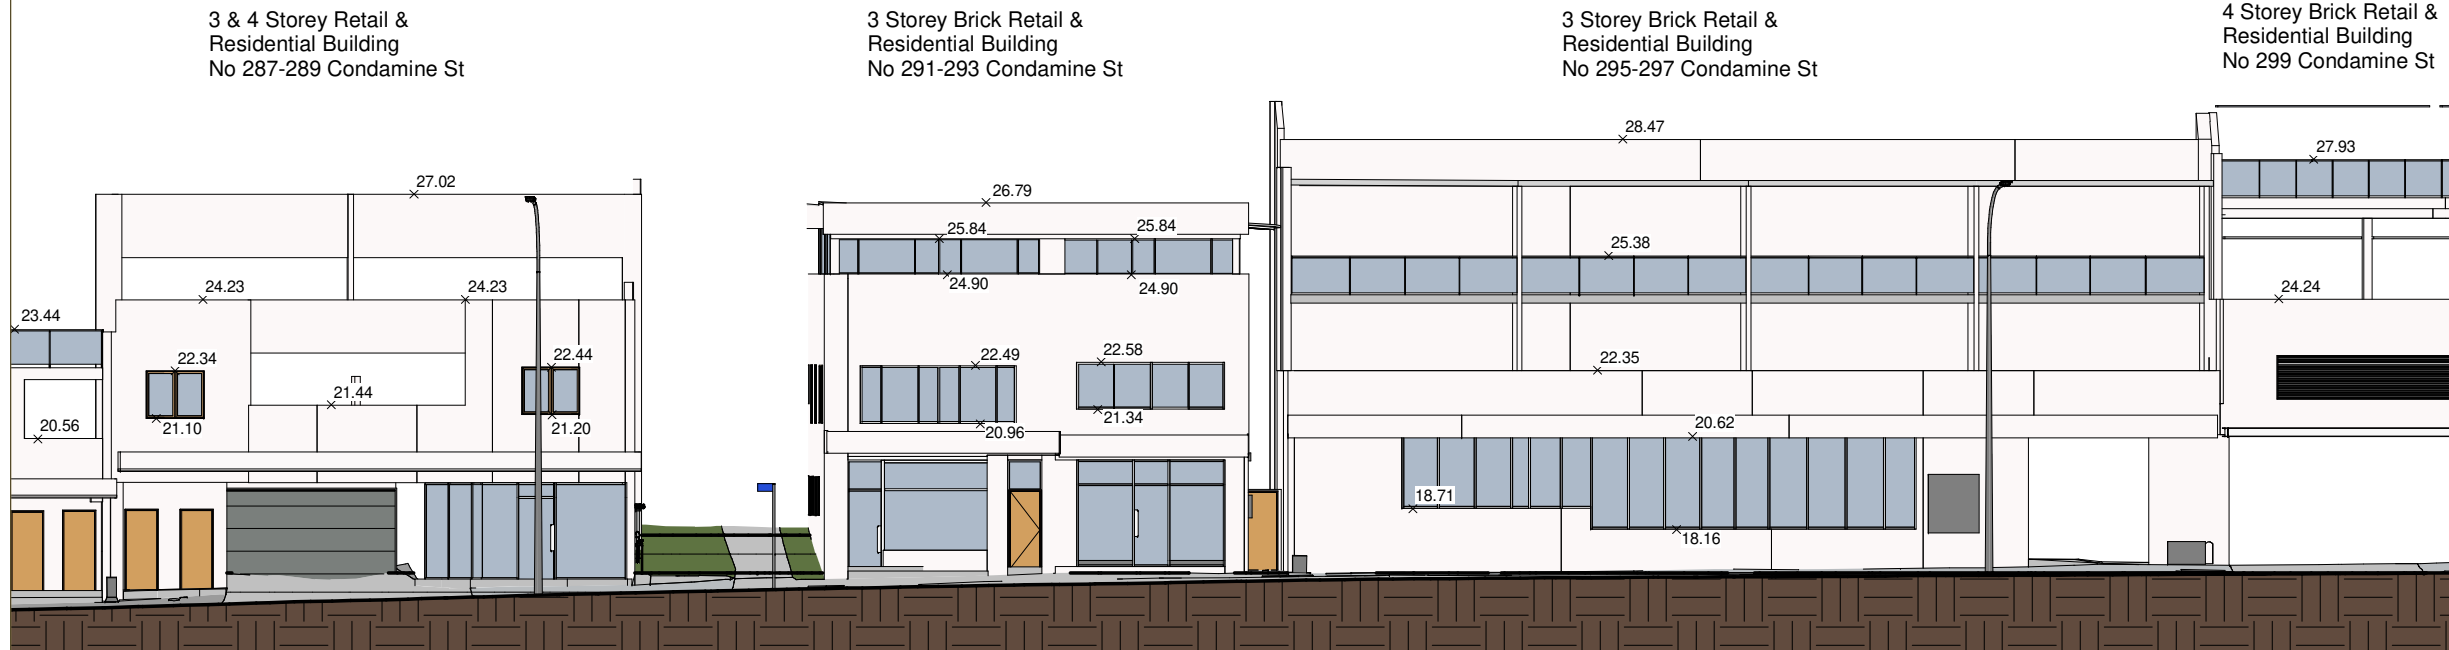 3 & 4 Storey Retail &
Residential Building
No 287-289 Condamine St
3 Storey Brick Retail &
Residential Building
No 291-293 Condamine St
3 Storey Brick Retail &
Residential Building
No 295-297 Condamine St
4 Storey Brick Retail &
Residential Building
No 299 Condamine St
23.44
20.56
27.02
24.23
24.23
22.34
21.10
21.44
22.44
21.20
26.79
25.84
25.84
24.90
24.90
22.49
20.96
22.58
21.34
28.47
25.38
22.35
20.62
18.71
18.16
27.93
24.24